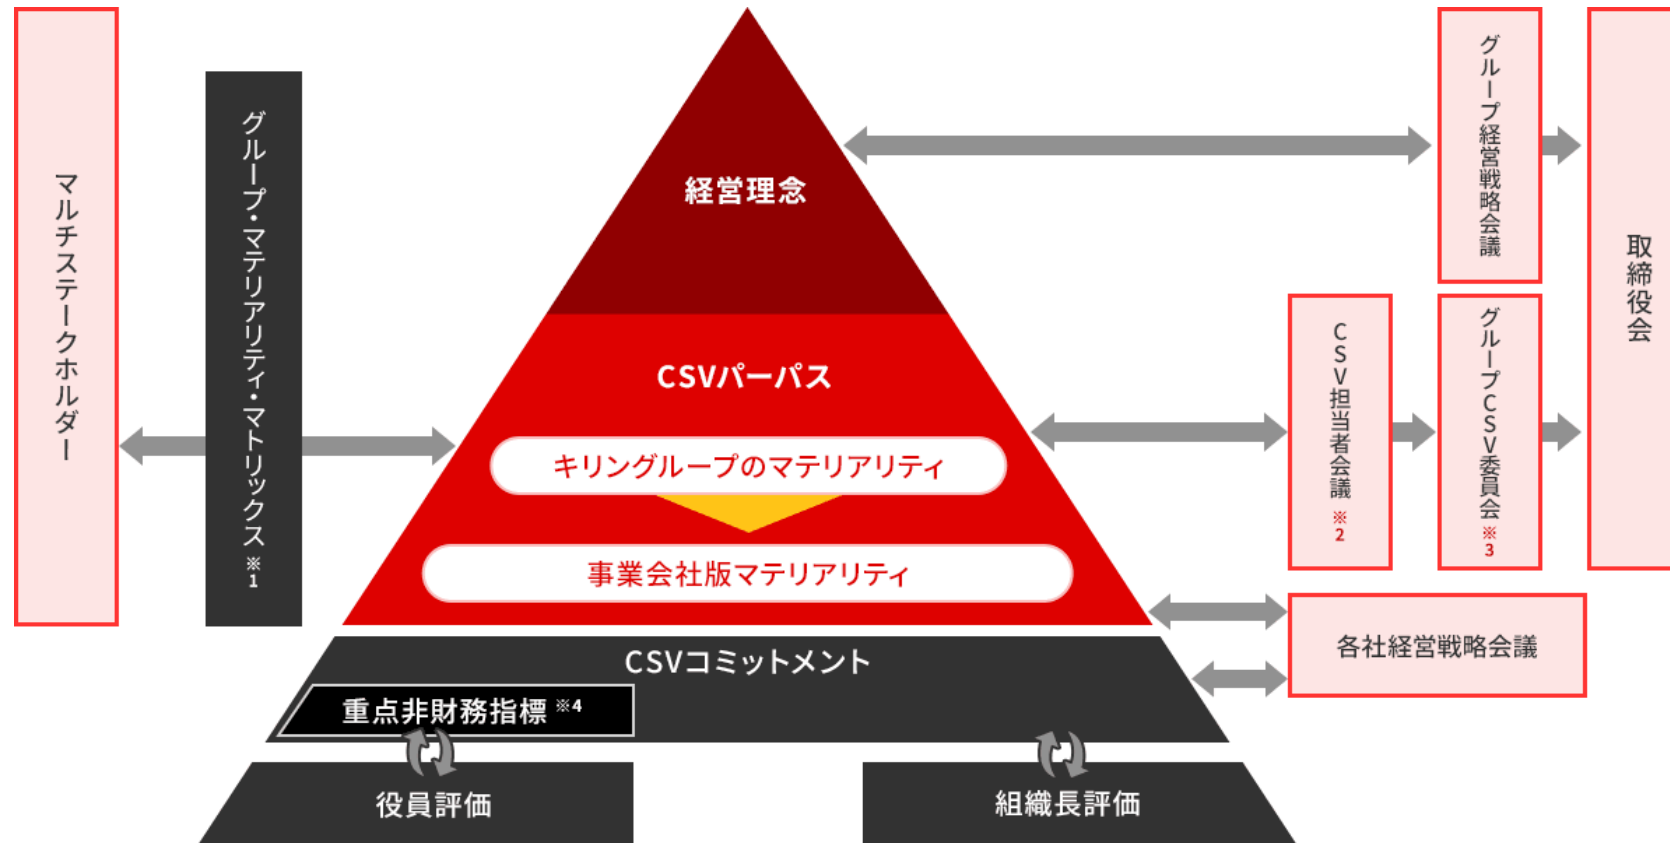 マルチステークホルダー
グループ・マテリアリティ・マトリックス ※1
経営理念
CSVパーパス
キリングループのマテリアリティ
事業会社版マテリアリティ
CSVコミットメント
重点非財務指標 ※4
役員評価
組織長評価
グループ経営戦略会議
CSV担当者会議 ※2
グループCSV委員会 ※3
取締役会
各社経営戦略会議